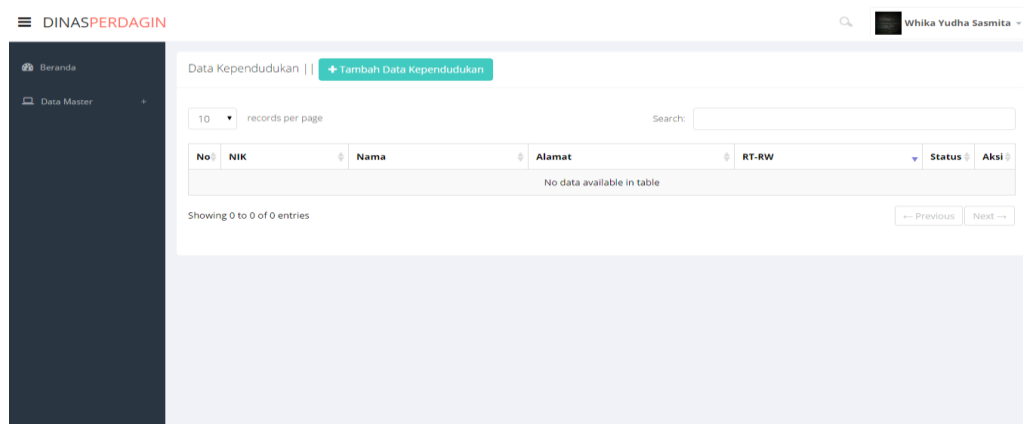 DINASPERDAGIN
Whika Yudha Sasmita
Beranda
Data Master +
Data Kependudukan || + Tambah Data Kependudukan
10 records per page
Search:
No NIK Nama Alamat RT-RW Status Aksi
No data available in table
Showing 0 to 0 of 0 entries
← Previous Next →